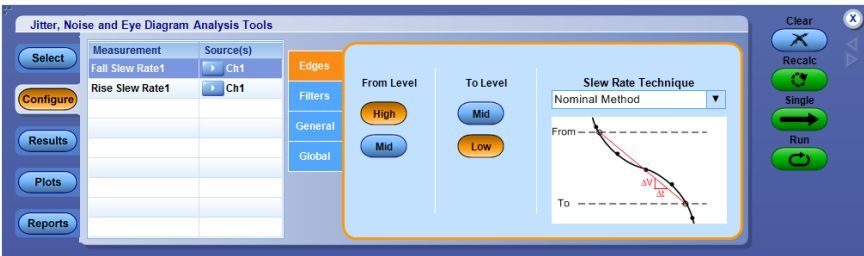 Jitter, Noise and Eye Diagram Analysis Tools
Clear
X
Select
Configure
Results
Plots
Reports
Measurement Source(s)
Fall Slew Rate1 Ch1
Rise Slew Rate1 Ch1
Edges
Filters
General
Global
From Level
High
Mid
To Level
Mid
Low
Slew Rate Technique
Nominal Method
From
ΔV
Δt
To
Recalc
Single
Run